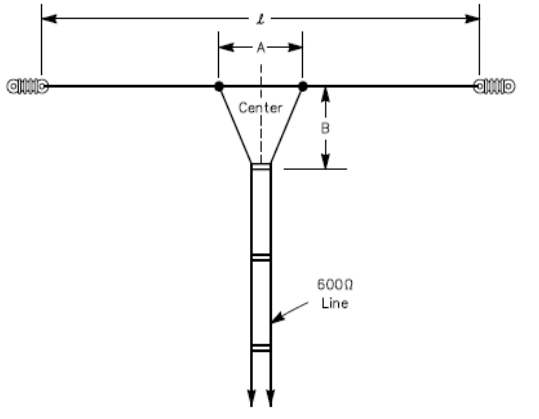 ℓ
A
Center
B
600Ω
Line